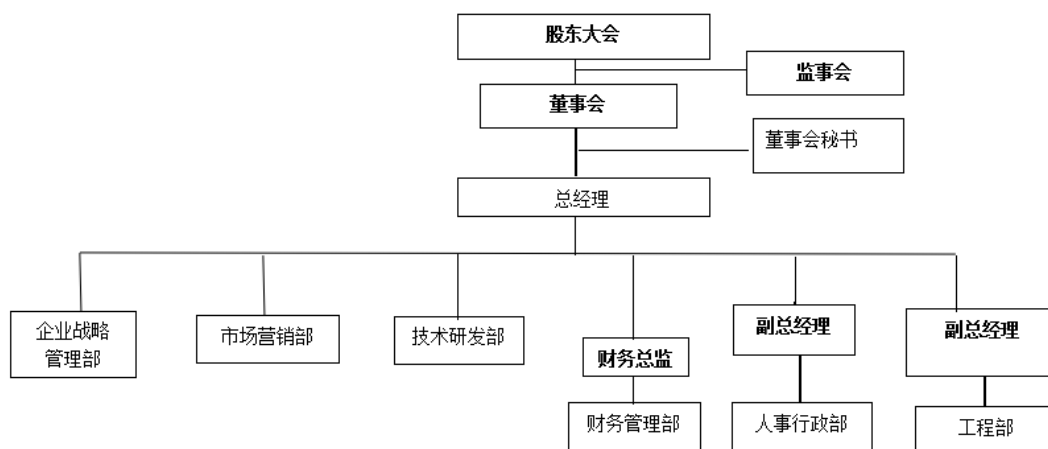 股东大会
监事会
董事会
董事会秘书
总经理
企业战略
管理部
市场营销部
技术研发部
财务总监
副总经理
副总经理
财务管理部
人事行政部
工程部